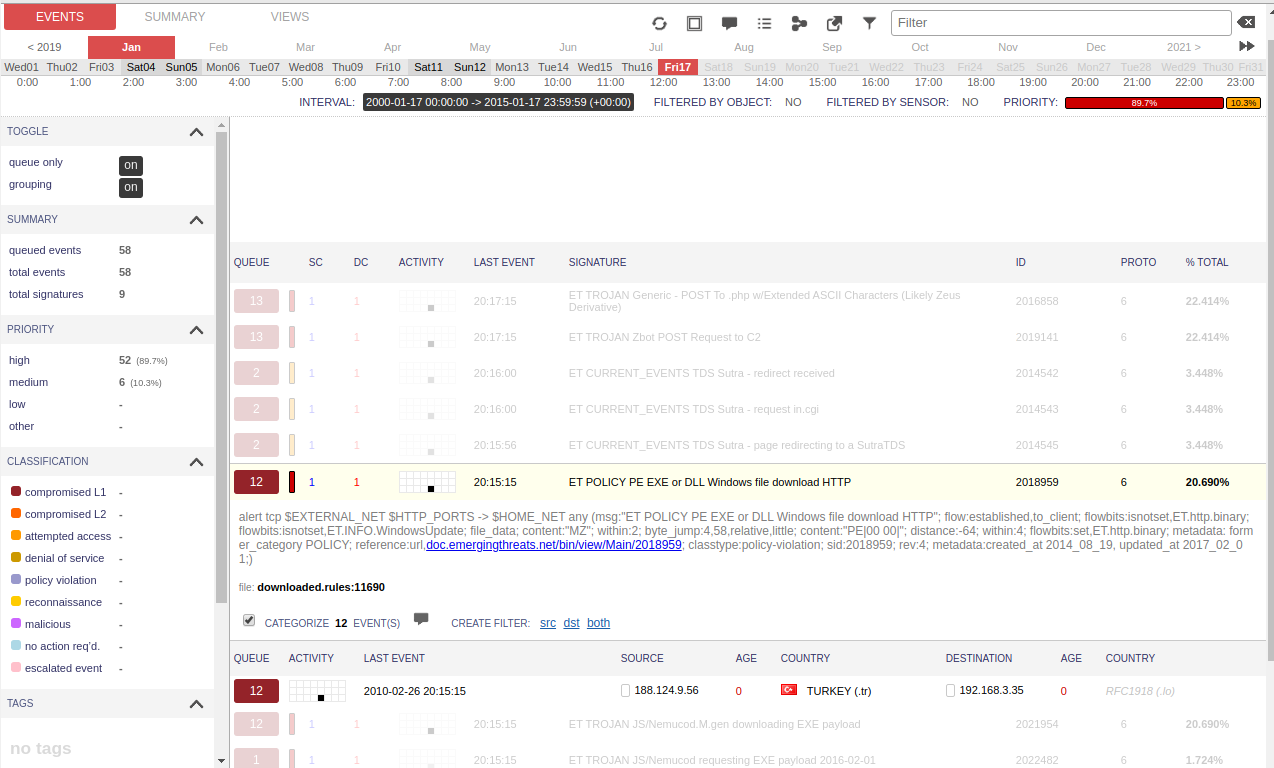 EVENTS SUMMARY VIEWS Filter
< 2019 Jan Feb Mar Apr May Jun Jul Aug Sep Oct Nov Dec 2021 >
Wed01 Thu02 Fri03 Sat04 Sun05 Mon06 Tue07 Wed08 Thu09 Fri10 Sat11 Sun12 Mon13 Tue14 Wed15 Thu16 Fri17 Sat18 Sun19 Mon20 Tue21 Wed22 Thu23 Fri24 Sat25 Sun26 Mon27 Tue28 Wed29 Thu30 Fri31
0:00 1:00 2:00 3:00 4:00 5:00 6:00 7:00 8:00 9:00 10:00 11:00 12:00 13:00 14:00 15:00 16:00 17:00 18:00 19:00 20:00 21:00 22:00 23:00
INTERVAL: 2000-01-17 00:00:00 -> 2015-01-17 23:59:59 (+00:00) FILTERED BY OBJECT: NO FILTERED BY SENSOR: NO PRIORITY: 89.7% 10.3%
TOGGLE
queue only on
grouping on
SUMMARY
queued events 58
total events 58
total signatures 9
PRIORITY
high 52 (89.7%)
medium 6 (10.3%)
low -
other -
CLASSIFICATION
compromised L1 -
compromised L2 -
attempted access -
denial of service -
policy violation -
reconnaissance -
malicious -
no action req'd. -
escalated event -
TAGS
no tags
QUEUE SC DC ACTIVITY LAST EVENT SIGNATURE ID PROTO % TOTAL
13 1 1 20:17:15 ET TROJAN Generic - POST To .php w/Extended ASCII Characters (Likely Zeus 2016858 6 22.414%
Derivative)
13 1 1 20:17:15 ET TROJAN Zbot POST Request to C2 2019141 6 22.414%
2 1 1 20:16:00 ET CURRENT_EVENTS TDS Sutra - redirect received 2014542 6 3.448%
2 1 1 20:16:00 ET CURRENT_EVENTS TDS Sutra - request in.cgi 2014543 6 3.448%
2 1 1 20:15:56 ET CURRENT_EVENTS TDS Sutra - page redirecting to a SutraTDS 2014545 6 3.448%
12 1 1 20:15:15 ET POLICY PE EXE or DLL Windows file download HTTP 2018959 6 20.690%
alert tcp $EXTERNAL_NET $HTTP_PORTS -> $HOME_NET any (msg:"ET POLICY PE EXE or DLL Windows file download HTTP"; flow:established,to_client; flowbits:isnotset,ET.http.binary;
flowbits:isnotset,ET.INFO.WindowsUpdate; file_data; content:"MZ"; within:2; byte_jump:4,58,relative,little; content:"PE|00 00|"; distance:-64; within:4; flowbits:set,ET.http.binary; metadata: form
er_category POLICY; reference:url,doc.emergingthreats.net/bin/view/Main/2018959; classtype:policy-violation; sid:2018959; rev:4; metadata:created_at 2014_08_19, updated_at 2017_02_0
1;)
file: downloaded.rules:11690
CATEGORIZE 12 EVENT(S) CREATE FILTER: src dst both
QUEUE ACTIVITY LAST EVENT SOURCE AGE COUNTRY DESTINATION AGE COUNTRY
12 2010-02-26 20:15:15 188.124.9.56 0 TURKEY (.tr) 192.168.3.35 0 RFC1918 (.lo)
12 1 1 20:15:15 ET TROJAN JS/Nemucod.M.gen downloading EXE payload 2021954 6 20.690%
1 1 1 20:15:15 ET TROJAN JS/Nemucod requesting EXE payload 2016-02-01 2022482 6 1.724%